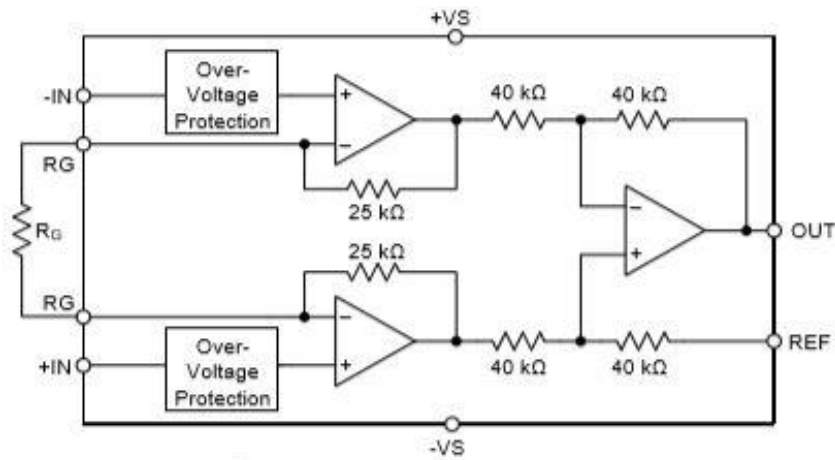 +VS
Over-
Voltage
Protection
-IN
40 kΩ
40 kΩ
+
−
RG
25 kΩ
RG
−
+
OUT
25 kΩ
RG
−
+
+IN
Over-
Voltage
Protection
40 kΩ
40 kΩ
REF
-VS